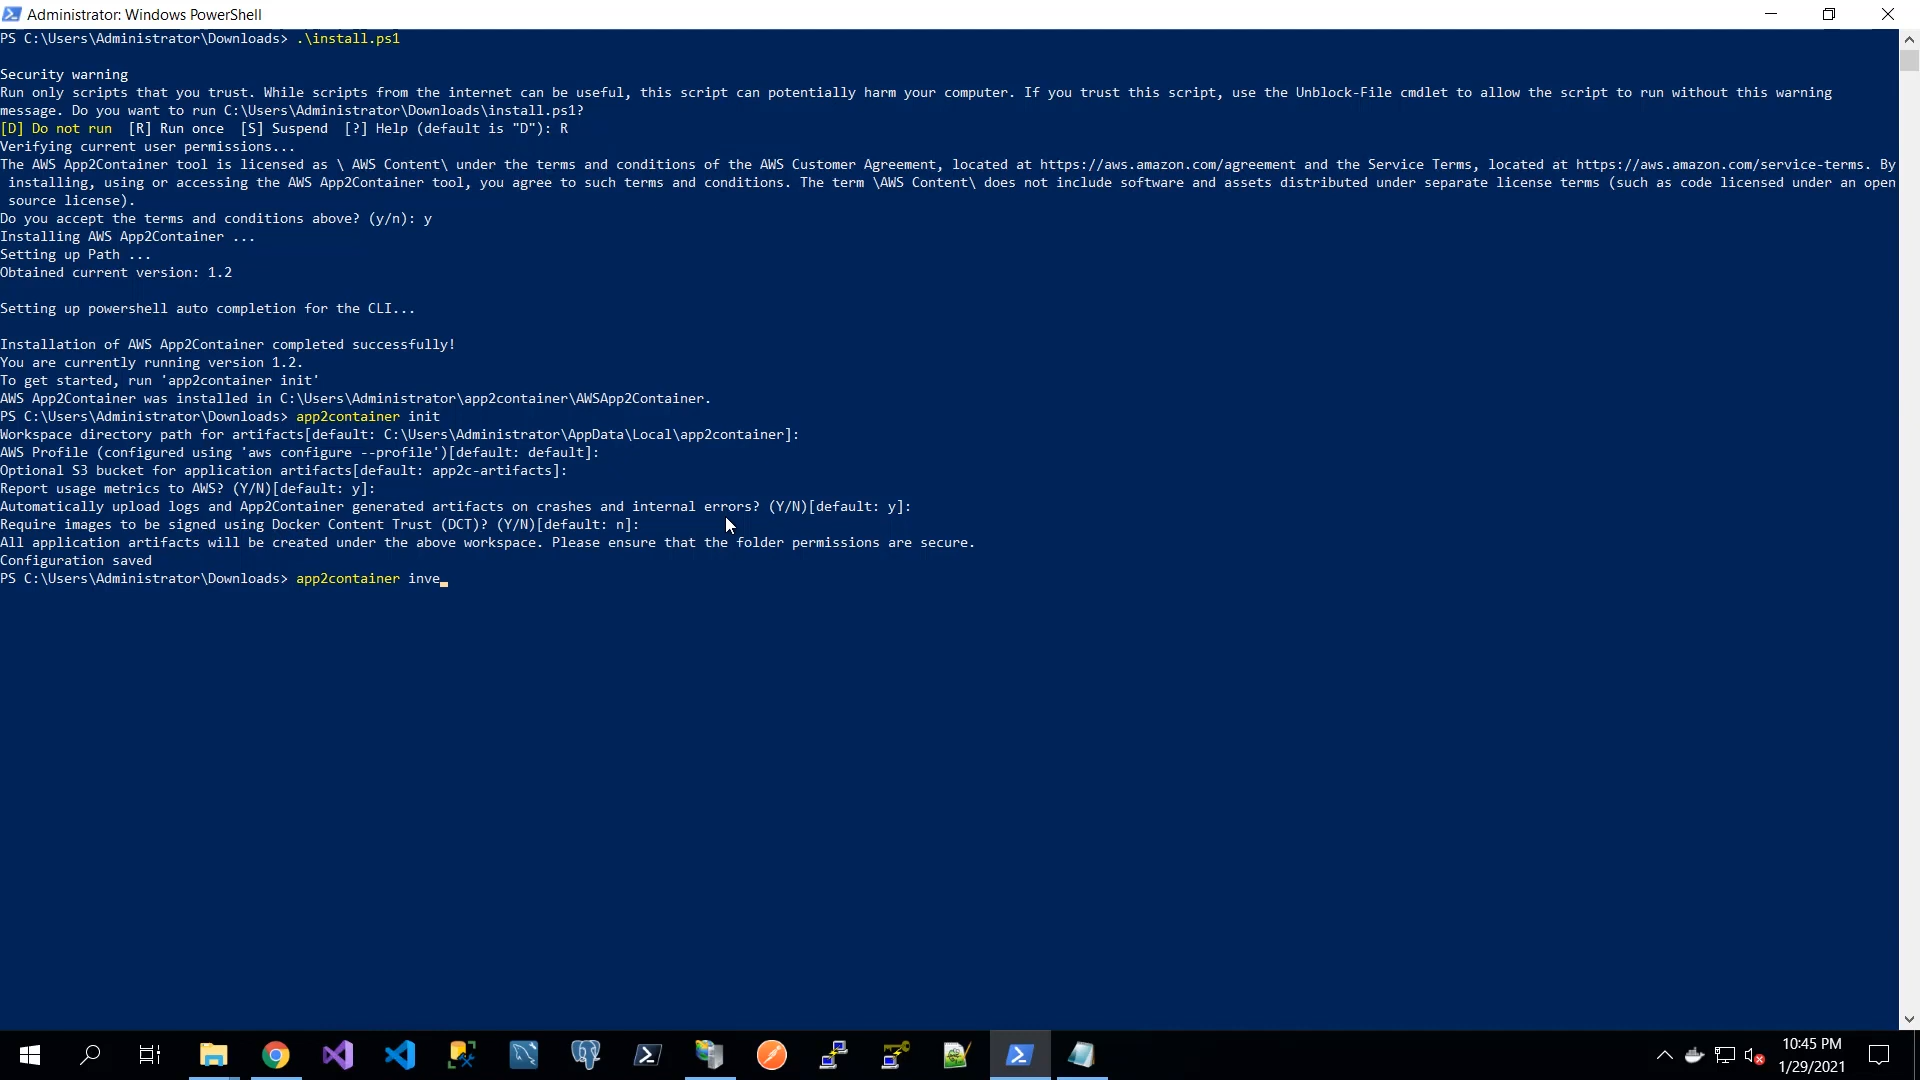 Administrator: Windows PowerShell
PS C:\Users\Administrator\Downloads> .\install.ps1
Security warning
Run only scripts that you trust. While scripts from the internet can be useful, this script can potentially harm your computer. If you trust this script, use the Unblock-File cmdlet to allow the script to run without this warning
message. Do you want to run C:\Users\Administrator\Downloads\install.ps1?
[D] Do not run  [R] Run once  [S] Suspend  [?] Help (default is "D"): R
Verifying current user permissions...
The AWS App2Container tool is licensed as \ AWS Content\ under the terms and conditions of the AWS Customer Agreement, located at https://aws.amazon.com/agreement and the Service Terms, located at https://aws.amazon.com/service-terms. By
installing, using or accessing the AWS App2Container tool, you agree to such terms and conditions. The term \AWS Content\ does not include software and assets distributed under separate license terms (such as code licensed under an open
source license).
Do you accept the terms and conditions above? (y/n): y
Installing AWS App2Container ...
Setting up Path ...
Obtained current version: 1.2
Setting up powershell auto completion for the CLI...
Installation of AWS App2Container completed successfully!
You are currently running version 1.2.
To get started, run 'app2container init'
AWS App2Container was installed in C:\Users\Administrator\app2container\AWSApp2Container.
PS C:\Users\Administrator\Downloads> app2container init
Workspace directory path for artifacts[default: C:\Users\Administrator\AppData\Local\app2container]:
AWS Profile (configured using 'aws configure --profile')[default: default]:
Optional S3 bucket for application artifacts[default: app2c-artifacts]:
Report usage metrics to AWS? (Y/N)[default: y]:
Automatically upload logs and App2Container generated artifacts on crashes and internal errors? (Y/N)[default: y]:
Require images to be signed using Docker Content Trust (DCT)? (Y/N)[default: n]:
All application artifacts will be created under the above workspace. Please ensure that the folder permissions are secure.
Configuration saved
PS C:\Users\Administrator\Downloads> app2container inve
10:45 PM
1/29/2021